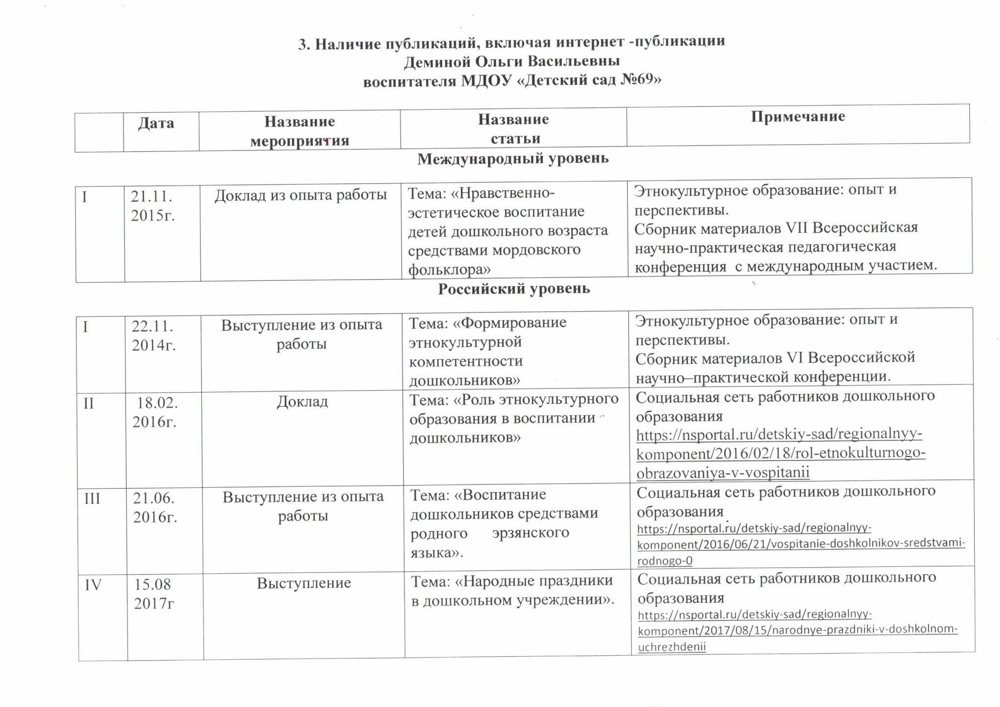 3. Наличие публикаций, включая интернет -публикации
Деминой Ольги Васильевны
воспитателя МДОУ «Детский сад №69»
Дата
Название
мероприятия
Название
статьи
Примечание
Международный уровень
I
21.11.
2015г.
Доклад из опыта работы
Тема: «Нравственно-
эстетическое воспитание
детей дошкольного возраста
средствами мордовского
фольклора»
Этнокультурное образование: опыт и
перспективы.
Сборник материалов VII Всероссийская
научно-практическая педагогическая
конференция с международным участием.
Российский уровень
I
22.11.
2014г.
Выступление из опыта
работы
Тема: «Формирование
этнокультурной
компетентности
дошкольников»
Этнокультурное образование: опыт и
перспективы.
Сборник материалов VI Всероссийской
научно–практической конференции.
II
18.02.
2016г.
Доклад
Тема: «Роль этнокультурного
образования в воспитании
дошкольников»
Социальная сеть работников дошкольного
образования
https://nsportal.ru/detskiy-sad/regionalnyy-
komponent/2016/02/18/rol-etnokulturnogo-
obrazovaniya-v-vospitanii
III
21.06.
2016г.
Выступление из опыта
работы
Тема: «Воспитание
дошкольников средствами
родного эрзянского
языка».
Социальная сеть работников дошкольного
образования
https://nsportal.ru/detskiy-sad/regionalnyy-
komponent/2016/06/21/vospitanie-doshkolnikov-sredstvami-
rodnogo-0
IV
15.08
2017г
Выступление
Тема: «Народные праздники
в дошкольном учреждении».
Социальная сеть работников дошкольного
образования
https://nsportal.ru/detskiy-sad/regionalnyy-
komponent/2017/08/15/narodnye-prazdniki-v-doshkolnom-
uchrezhdenii